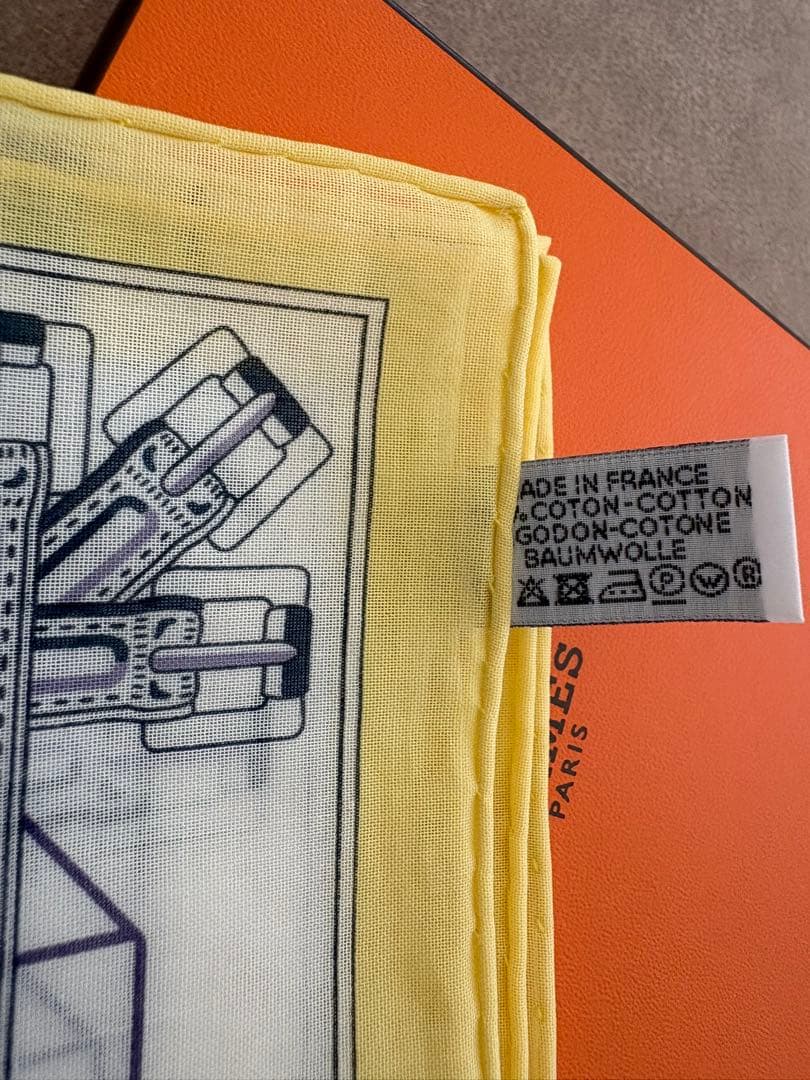 ADE IN FRANCE
% COTON-COTTON
GODON-COTONE
BAUMWOLLE
P W R
MES
PARIS